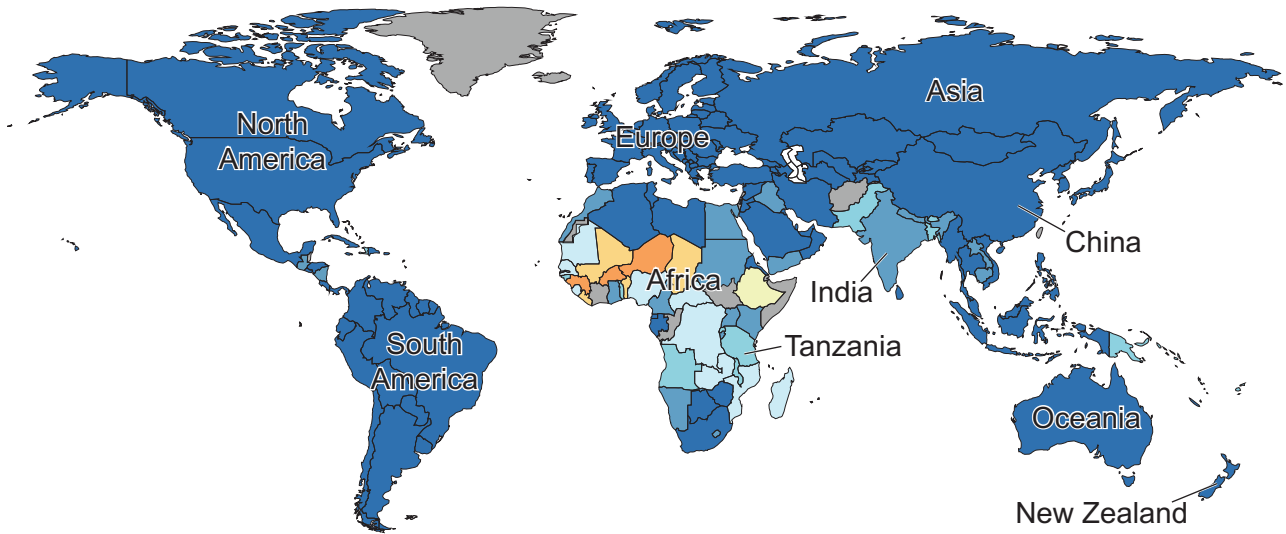 North
America
Europe
Asia
China
Africa
India
Tanzania
South
America
Oceania
New Zealand